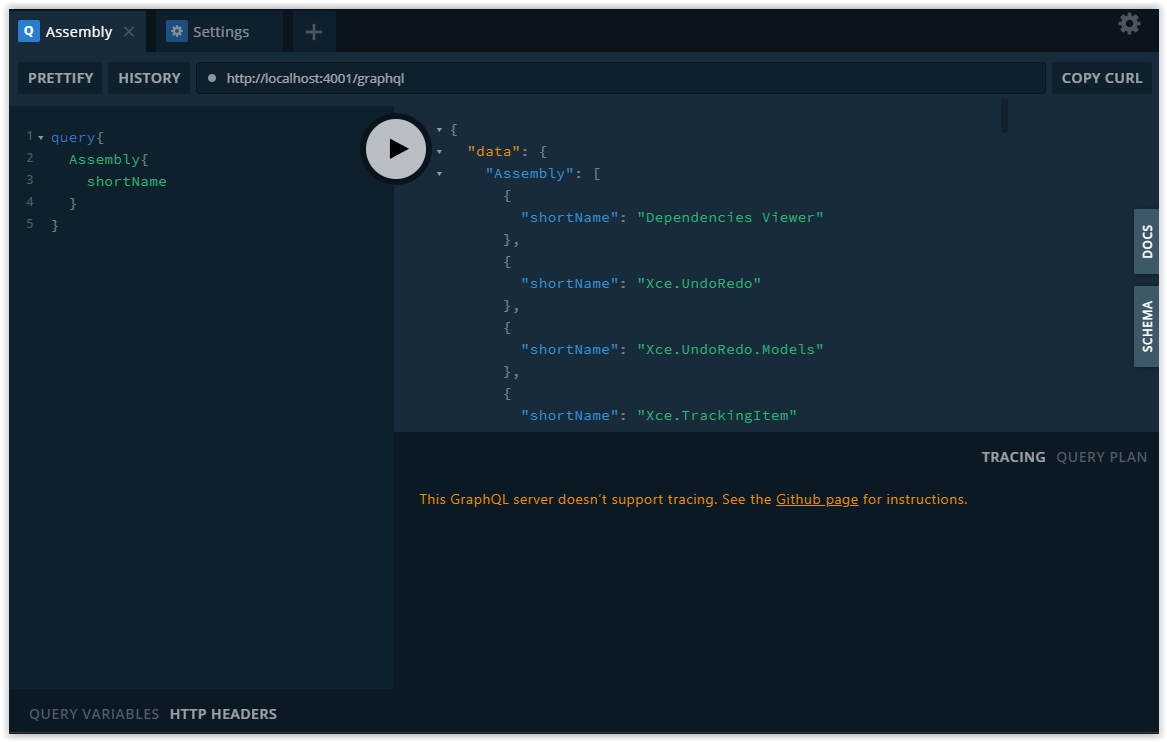 Q Assembly
Settings
PRETTIFY HISTORY http://localhost:4001/graphql COPY CURL
1 query{
2 Assembly{
3 shortName
4 }
5 }
{
"data": {
"Assembly": [
{
"shortName": "Dependencies Viewer"
},
{
"shortName": "Xce.UndoRedo"
},
{
"shortName": "Xce.UndoRedo.Models"
},
{
"shortName": "Xce.TrackingItem"
DOCS
SCHEMA
TRACING QUERY PLAN
This GraphQL server doesn’t support tracing. See the Github page for instructions.
QUERY VARIABLES HTTP HEADERS